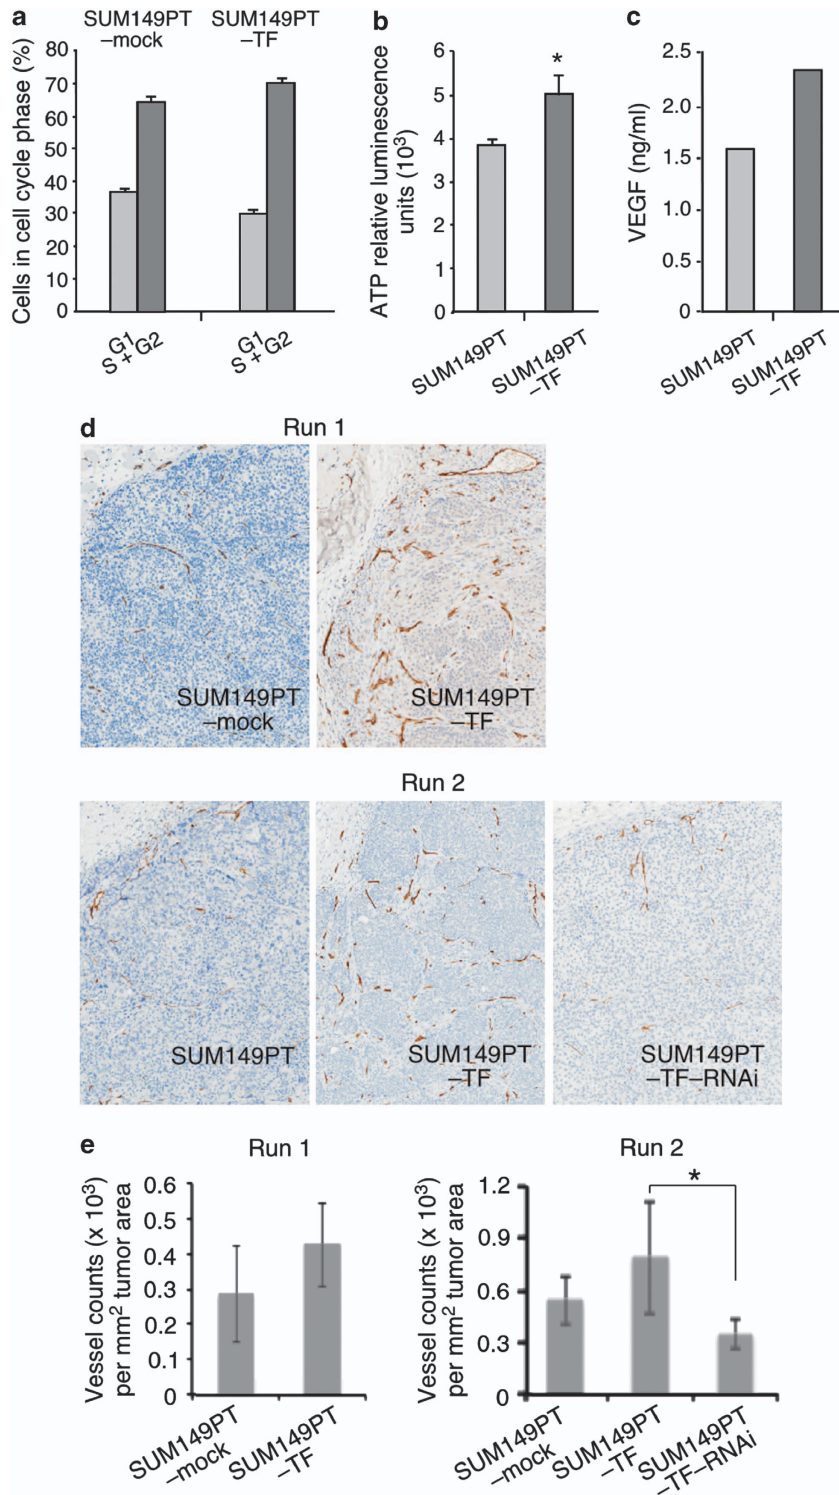 a
SUM149PT
–mock
SUM149PT
–TF
Cells in cell cycle phase (%)
80
70
60
50
40
30
20
10
0
G1
S + G2
G1
S + G2
b
ATP relative luminescence
units (10³)
6
5
4
3
2
1
0
*
SUM149PT
SUM149PT
–TF
c
VEGF (ng/ml)
2.5
2.0
1.5
1.0
0.5
0
SUM149PT
SUM149PT
–TF
d
Run 1
SUM149PT
–mock
SUM149PT
–TF
Run 2
SUM149PT
SUM149PT
–TF
SUM149PT
–TF–RNAi
e
Run 1
Vessel counts (x 10³)
per mm² tumor area
0.6
0.5
0.4
0.3
0.2
0.1
0
SUM149PT
–mock
SUM149PT
–TF
Run 2
Vessel counts (x 10³)
per mm² tumor area
1.2
0.9
0.6
0.3
0
*
SUM149PT
–mock
SUM149PT
–TF
SUM149PT
–TF–RNAi